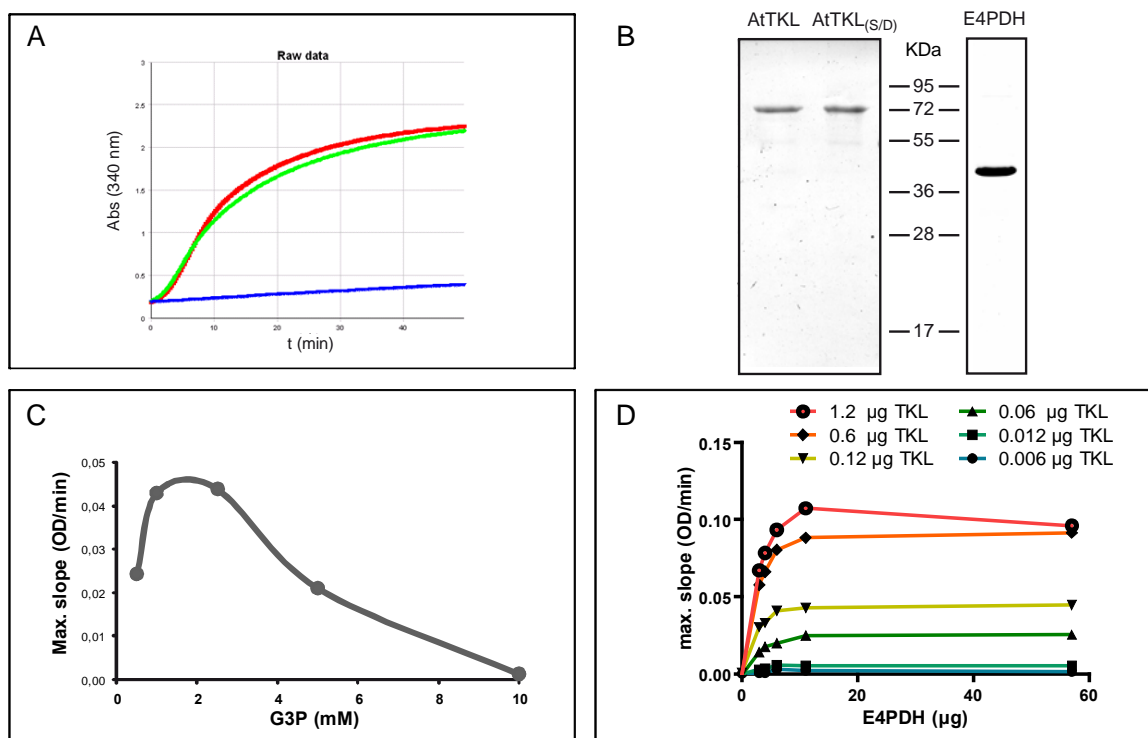 A
Raw data
Abs (340 nm)
3
2.5
2
1.5
1
0.5
0
0 10 20 30 40
t (min)
B
AtTKL AtTKL(S/D) E4PDH
KDa
95
72
55
36
28
17
C
Max. slope (OD/min)
0,05
0,04
0,03
0,02
0,01
0,00
0 2 4 6 8 10
G3P (mM)
D
1.2 µg TKL 0.06 µg TKL
0.6 µg TKL 0.012 µg TKL
0.12 µg TKL 0.006 µg TKL
max. slope (OD/min)
0.15
0.10
0.05
0.00
0 20 40 60
E4PDH (µg)